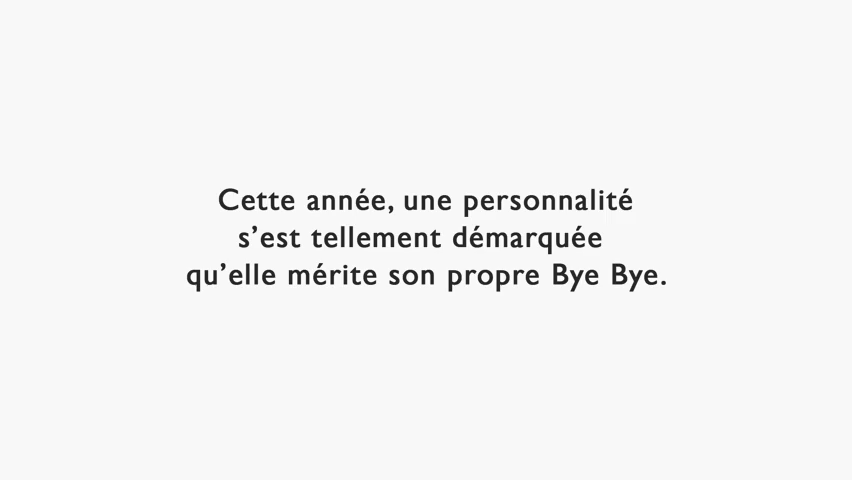 Cette année, une personnalité
s’est tellement démarquée
qu’elle mérite son propre Bye Bye.